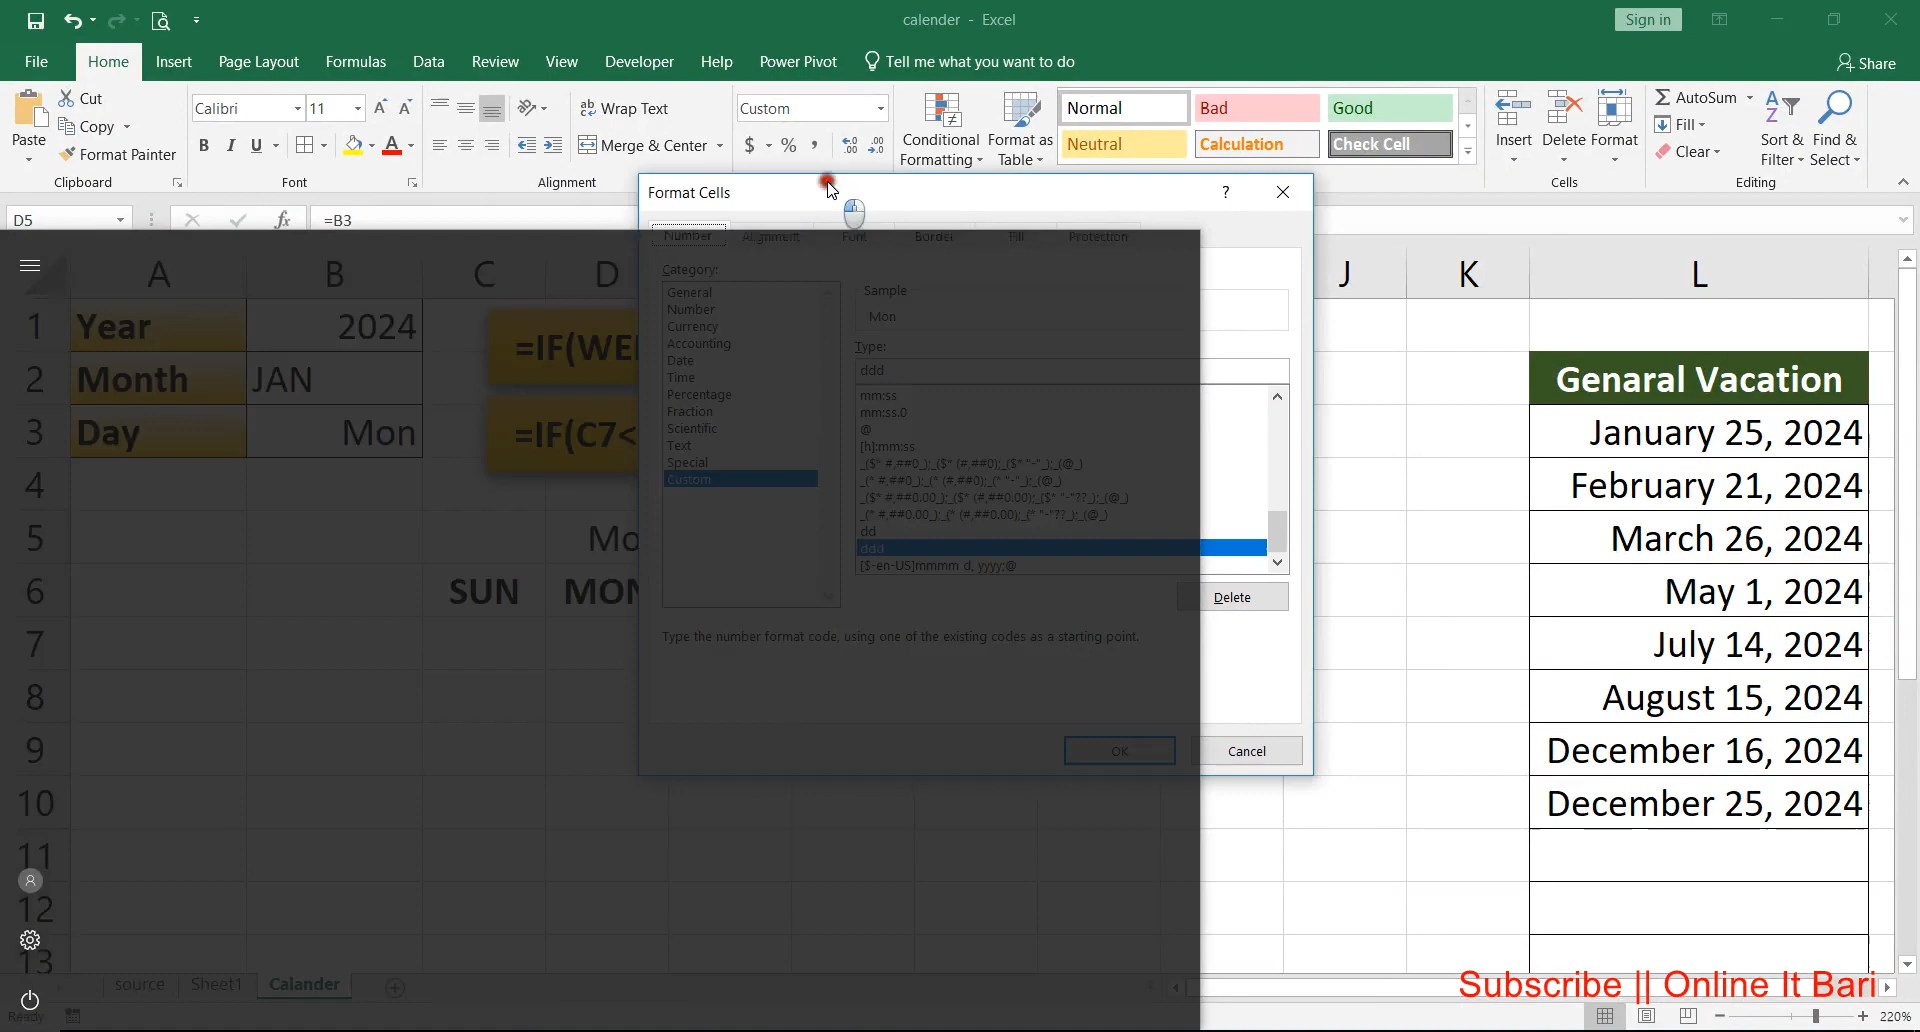 calender - Excel
Sign in
File Home Insert Page Layout Formulas Data Review View Developer Help Power Pivot Tell me what you want to do Share
Paste
Cut
Copy
Format Painter
Clipboard
Calibri 11
B I U
Font
Wrap Text
Merge & Center
Alignment
Custom
$ % ,
Conditional Formatting
Format as Table
Normal Bad Good
Neutral Calculation Check Cell
Insert Delete Format
Cells
AutoSum
Fill
Clear
Sort & Filter
Find & Select
Editing
D5 fx =B3
Format Cells ?
Number Alignment Font Border Fill Protection
Category:
General
Number
Currency
Accounting
Date
Time
Percentage
Fraction
Scientific
Text
Special
Custom
Sample
Mon
Type:
ddd
mm:ss
mm:ss.0
@
[h]:mm:ss
_($* #,##0_);_($* (#,##0);_($* "-"_);_(@_)
_(* #,##0_);_(* (#,##0);_(* "-"_);_(@_)
_($* #,##0.00_);_($* (#,##0.00);_($* "-"??_);_(@_)
_(* #,##0.00_);_(* (#,##0.00);_(* "-"??_);_(@_)
dd
ddd
[$-en-US]mmmm d, yyyy;@
Delete
Type the number format code, using one of the existing codes as a starting point.
OK Cancel
A B C D J K L
1 Year 2024
2 Month JAN
3 Day Mon
4
5 Mo
6 SUN MON
7
8
9
10
11
12
13
=IF(WE
=IF(C7<
Genaral Vacation
January 25, 2024
February 21, 2024
March 26, 2024
May 1, 2024
July 14, 2024
August 15, 2024
December 16, 2024
December 25, 2024
source Sheet1 Calander
Subscribe || Online It Bari
Ready
220%